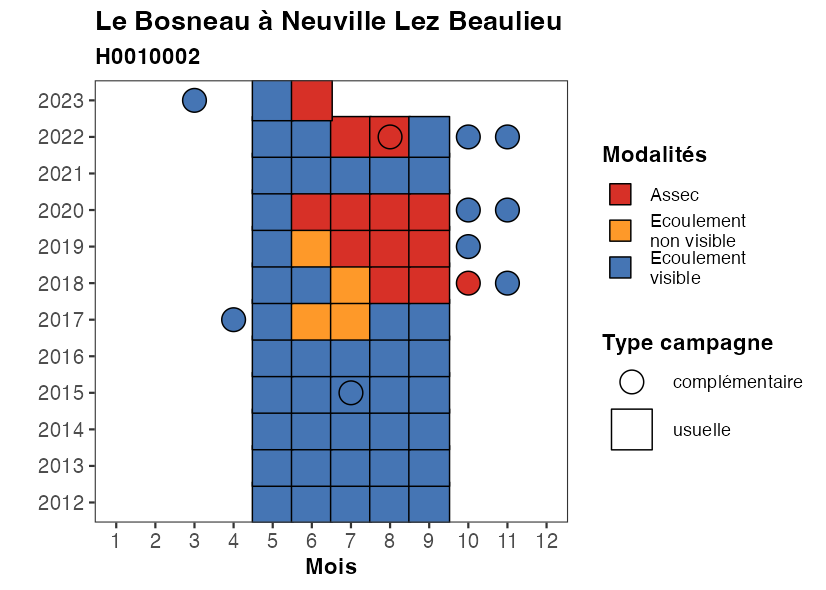 Le Bosneau à Neuville Lez Beaulieu
H0010002
2023
2022
2021
2020
2019
2018
2017
2016
2015
2014
2013
2012
1 2 3 4 5 6 7 8 9 10 11 12
Mois
Modalités
Assec
Ecoulement
non visible
Ecoulement
visible
Type campagne
complémentaire
usuelle